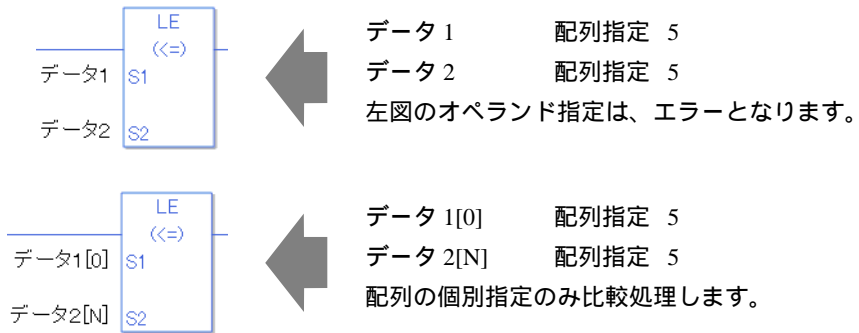 LE
(<=)
データ1 S1
データ2 S2
データ 1 配列指定 5
データ 2 配列指定 5
左図のオペランド指定は、エラーとなります。
LE
(<=)
データ1[0] S1
データ2[N] S2
データ 1[0] 配列指定 5
データ 2[N] 配列指定 5
配列の個別指定のみ比較処理します。